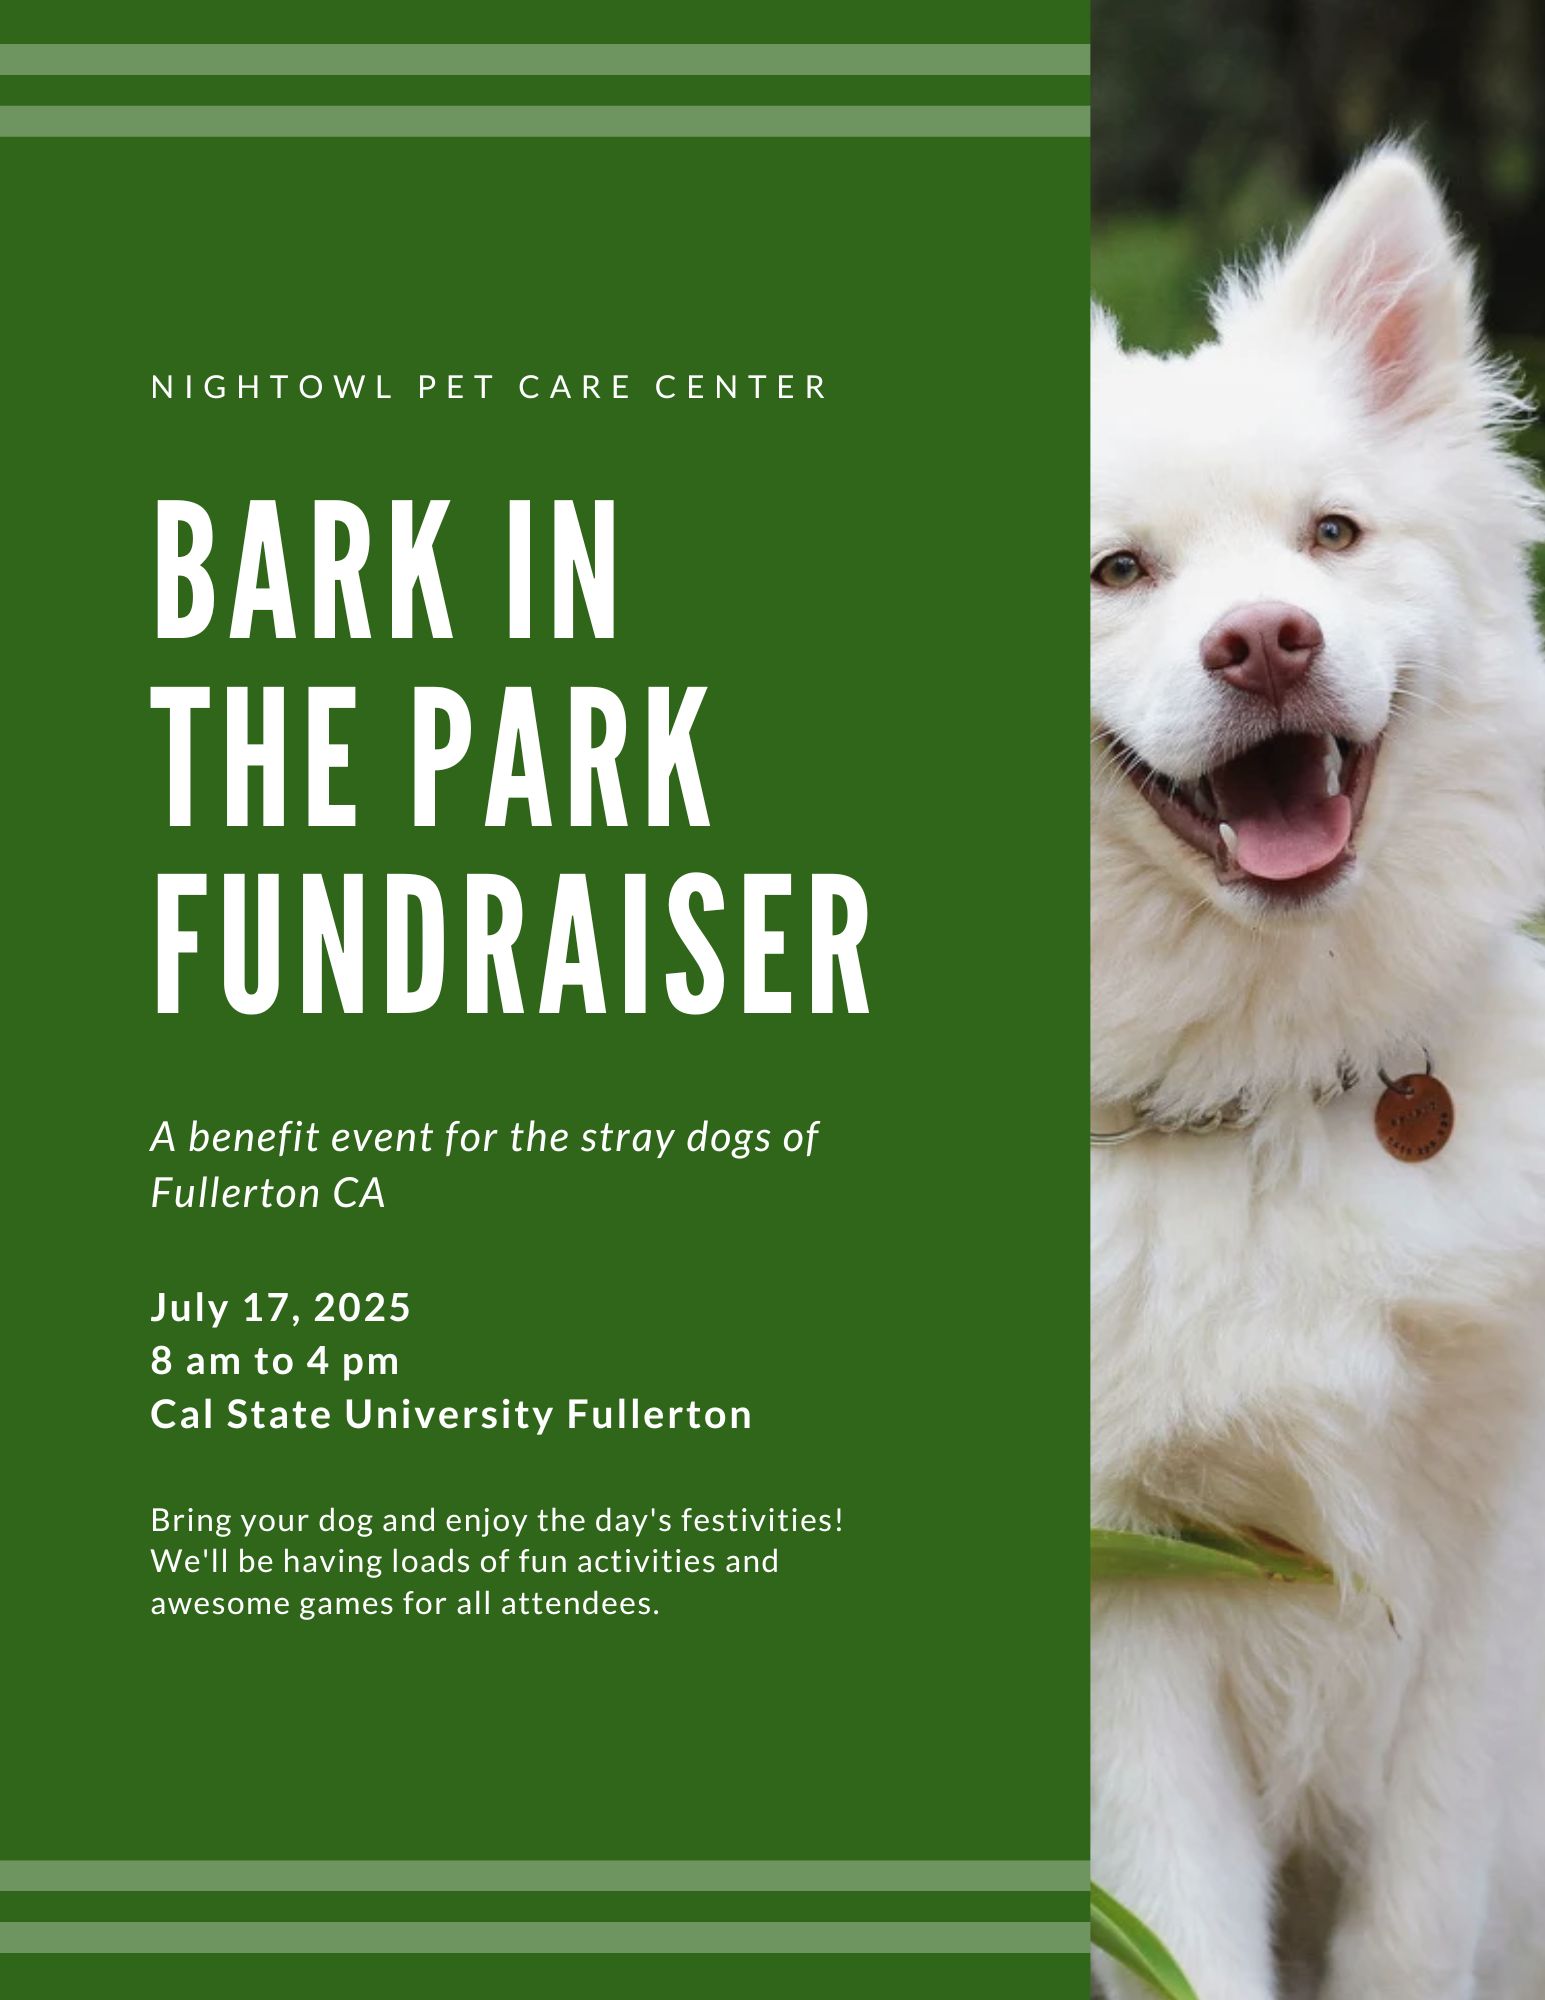 NIGHTOWL PET CARE CENTER
BARK IN
THE PARK
FUNDRAISER
A benefit event for the stray dogs of
Fullerton CA
July 17, 2025
8 am to 4 pm
Cal State University Fullerton
Bring your dog and enjoy the day's festivities!
We'll be having loads of fun activities and
awesome games for all attendees.